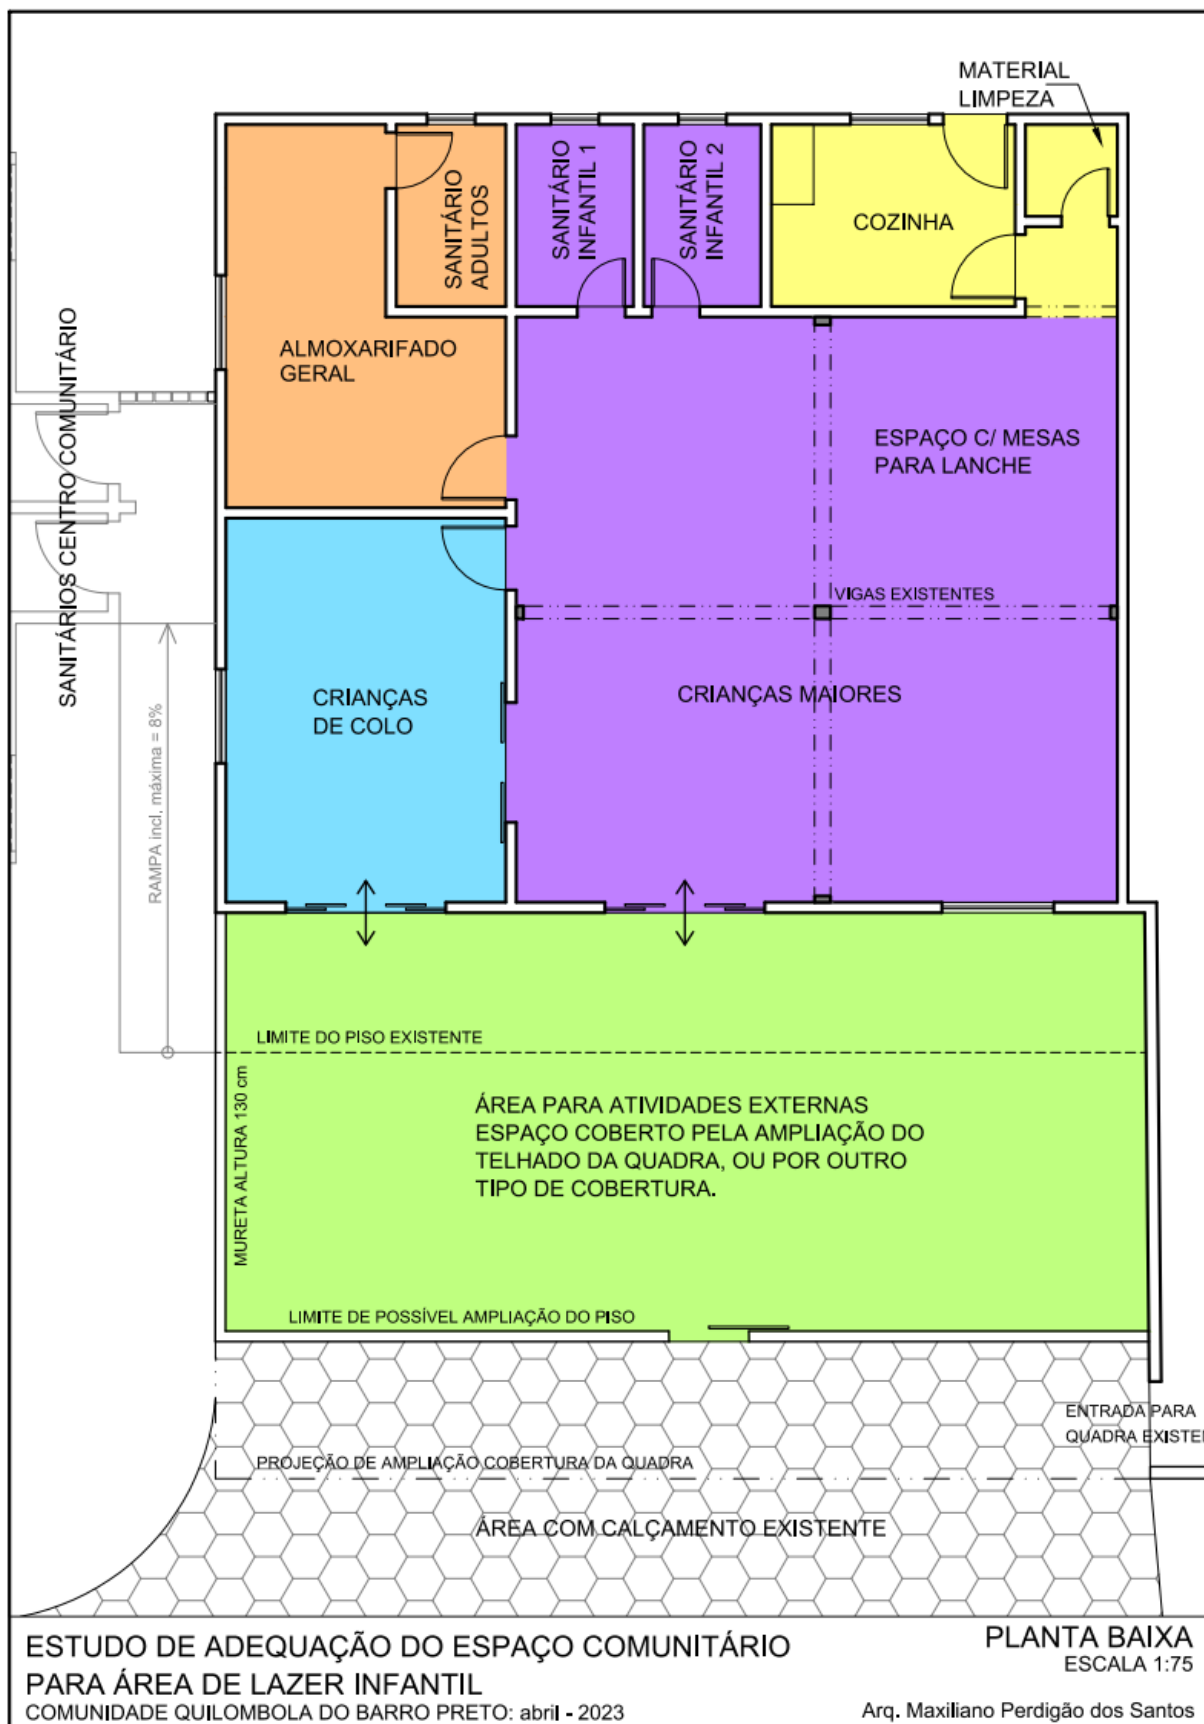 MATERIAL
LIMPEZA
SANITÁRIO
ADULTOS
SANITÁRIO
INFANTIL 1
SANITÁRIO
INFANTIL 2
COZINHA
ALMOXARIFADO
GERAL
SANITÁRIOS CENTRO COMUNITÁRIO
ESPAÇO C/ MESAS
PARA LANCHE
VIGAS EXISTENTES
CRIANÇAS
DE COLO
CRIANÇAS MAIORES
RAMPA incl. máxima = 8%
LIMITE DO PISO EXISTENTE
MURETA ALTURA 130 cm
ÁREA PARA ATIVIDADES EXTERNAS
ESPAÇO COBERTO PELA AMPLIAÇÃO DO
TELHADO DA QUADRA, OU POR OUTRO
TIPO DE COBERTURA.
LIMITE DE POSSÍVEL AMPLIAÇÃO DO PISO
ENTRADA PARA
QUADRA EXISTE
PROJEÇÃO DE AMPLIAÇÃO COBERTURA DA QUADRA
ÁREA COM CALÇAMENTO EXISTENTE
ESTUDO DE ADEQUAÇÃO DO ESPAÇO COMUNITÁRIO
PARA ÁREA DE LAZER INFANTIL
COMUNIDADE QUILOMBOLA DO BARRO PRETO: abril - 2023
PLANTA BAIXA
ESCALA 1:75
Arq. Maxiliano Perdigão dos Santos